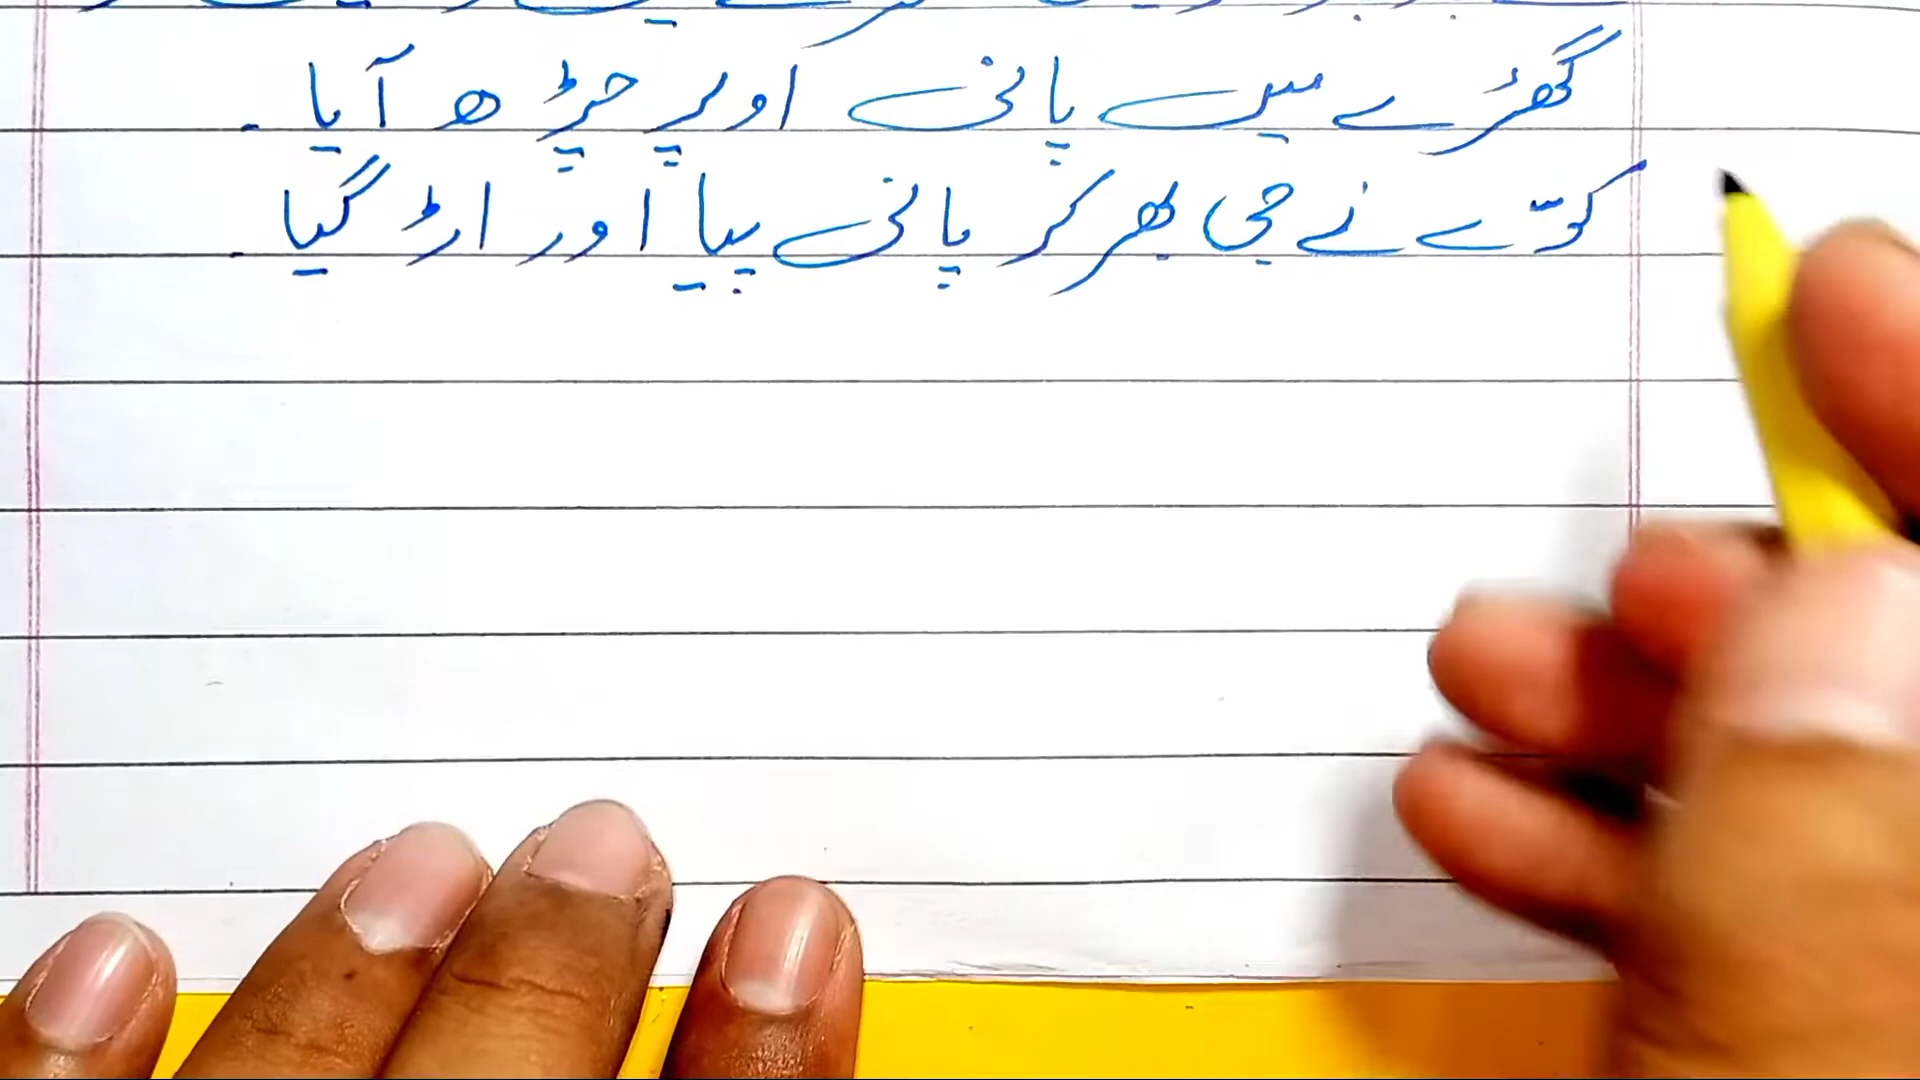 گھڑے میں پانی اوپر چڑھ آیا ۔
کوّے نے جی بھر کر پانی پیا اور اڑ گیا ۔